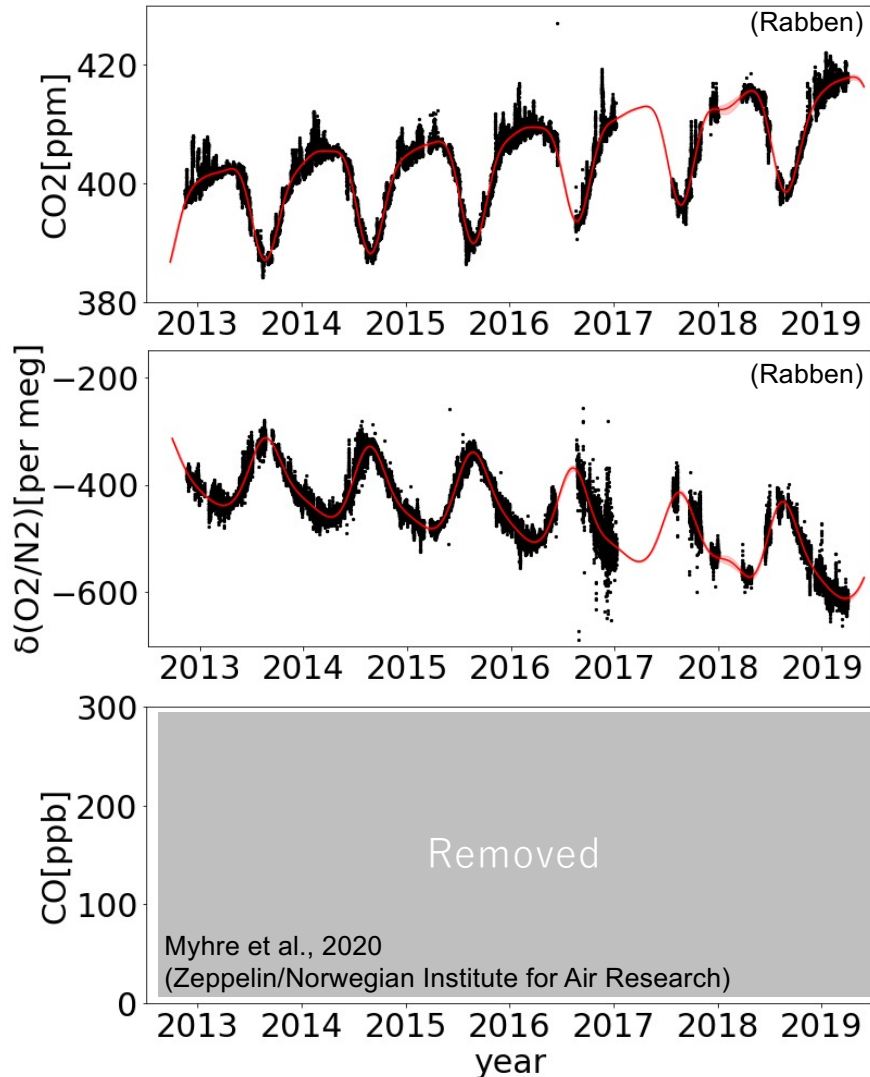 (Rabben)
CO2[ppm]
420
400
380
2013 2014 2015 2016 2017 2018 2019
(Rabben)
δ(O2/N2)[per meg]
−200
−400
−600
2013 2014 2015 2016 2017 2018 2019
CO[ppb]
300
200
100
0
Removed
Myhre et al., 2020
(Zeppelin/Norwegian Institute for Air Research)
2013 2014 2015 2016 2017 2018 2019
year